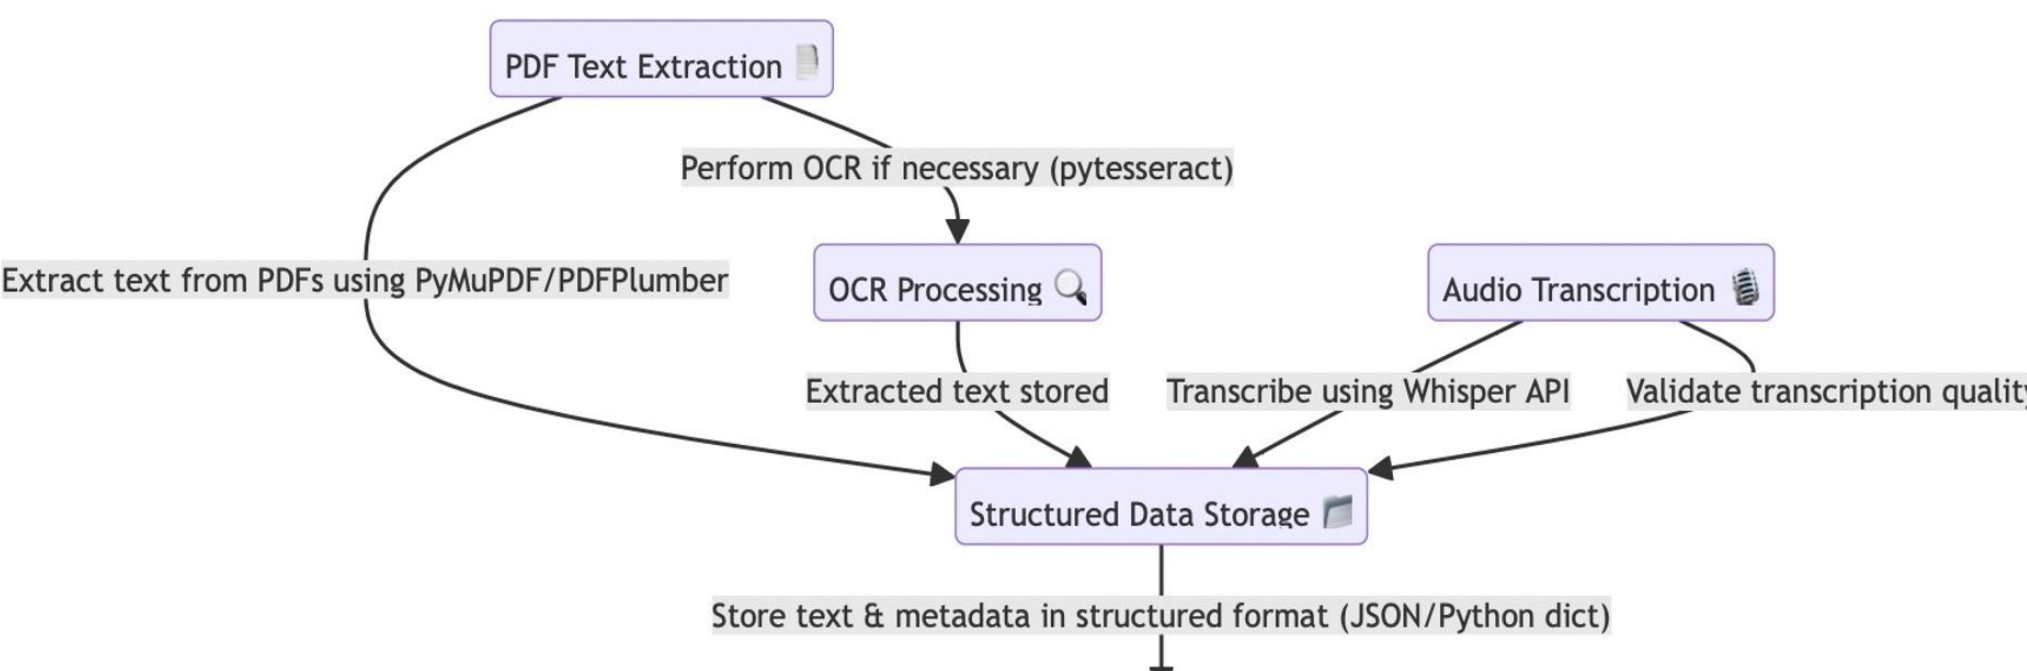 PDF Text Extraction
Perform OCR if necessary (pytesseract)
Extract text from PDFs using PyMuPDF/PDFPlumber
OCR Processing
Audio Transcription
Extracted text stored
Transcribe using Whisper API
Validate transcription quality
Structured Data Storage
Store text & metadata in structured format (JSON/Python dict)